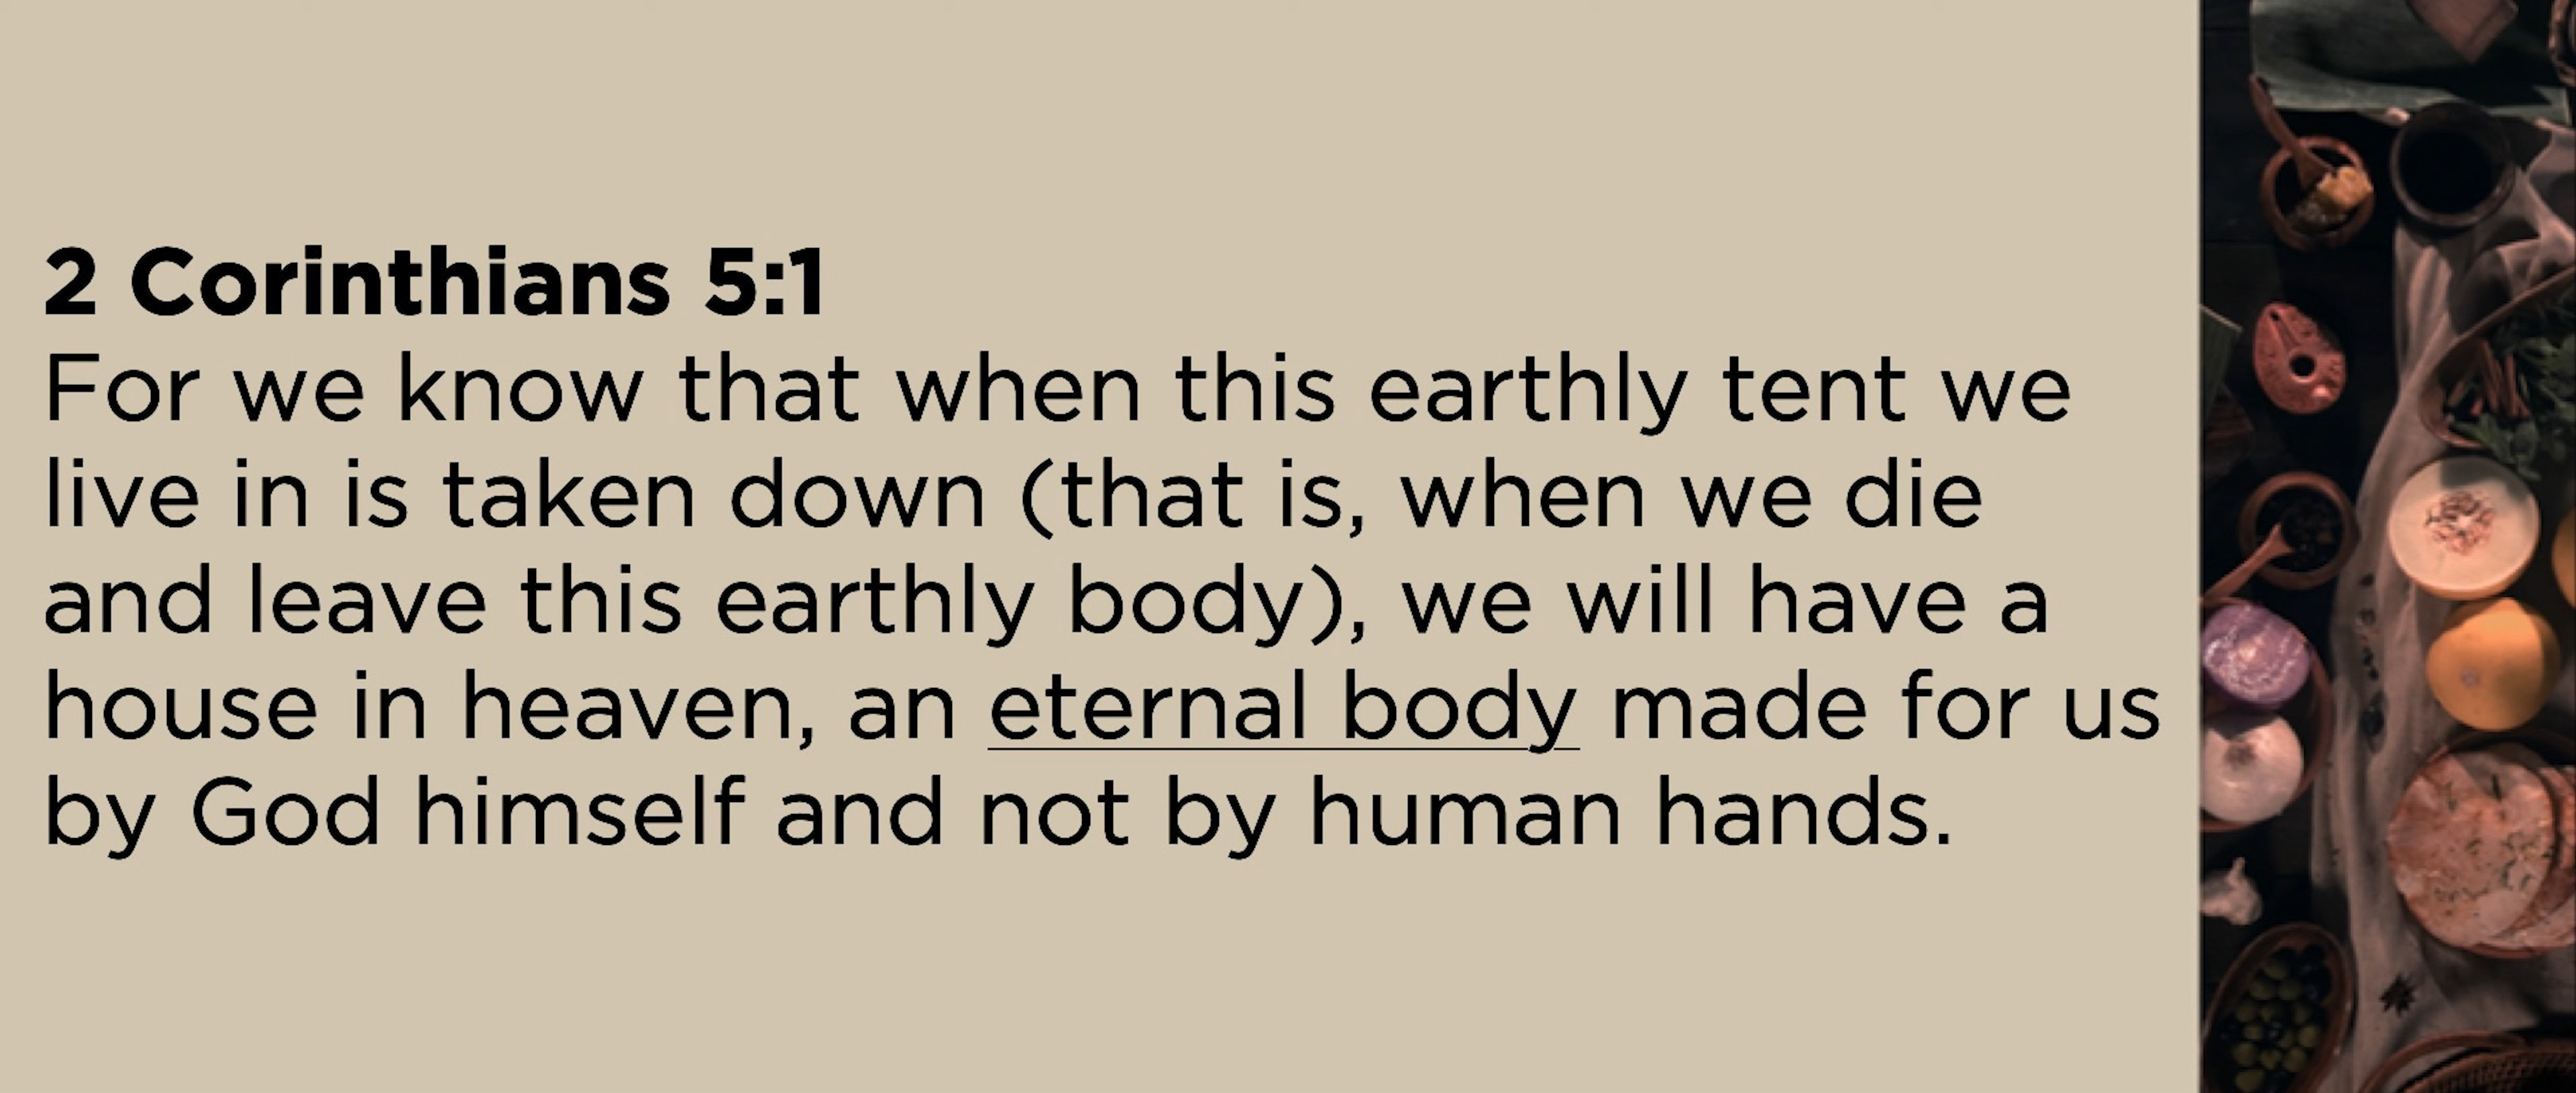 2 Corinthians 5:1
For we know that when this earthly tent we
live in is taken down (that is, when we die
and leave this earthly body), we will have a
house in heaven, an eternal body made for us
by God himself and not by human hands.